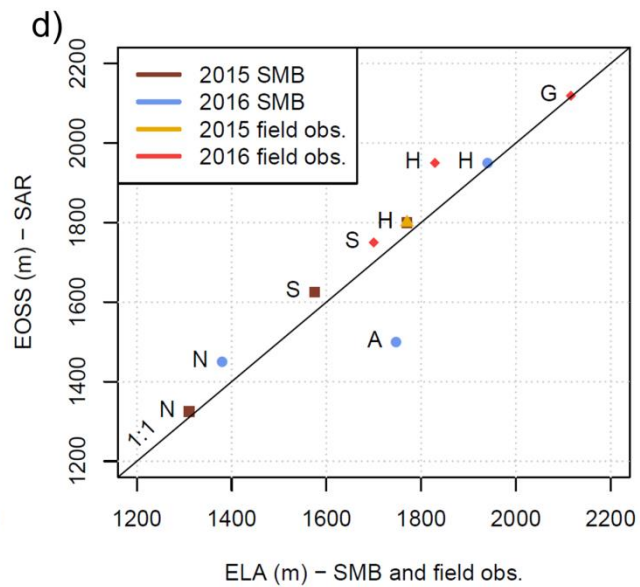 d)
2015 SMB
2016 SMB
2015 field obs.
2016 field obs.
G
H H
H
S
S
A
N
N
1:1
2200
2000
1800
1600
1400
1200
EOSS (m) − SAR
1200 1400 1600 1800 2000 2200
ELA (m) − SMB and field obs.